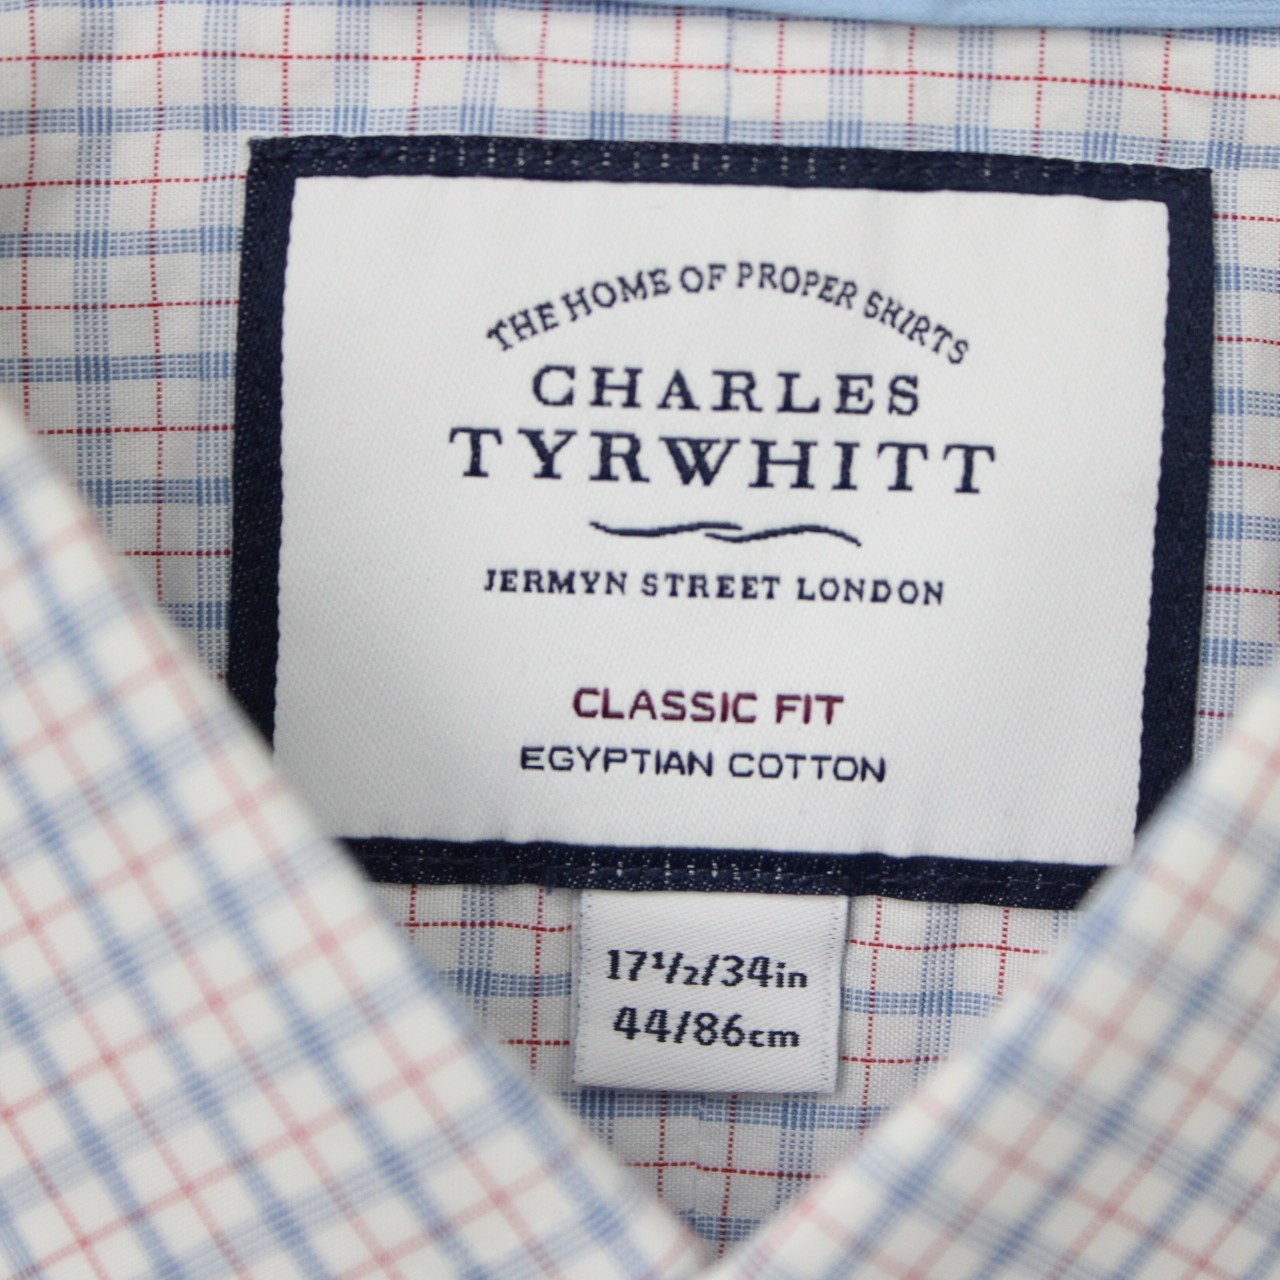 THE HOME OF PROPER SHIRTS
CHARLES
TYRWHITT
JERMYN STREET LONDON
CLASSIC FIT
EGYPTIAN COTTON
17½/34in
44/86cm